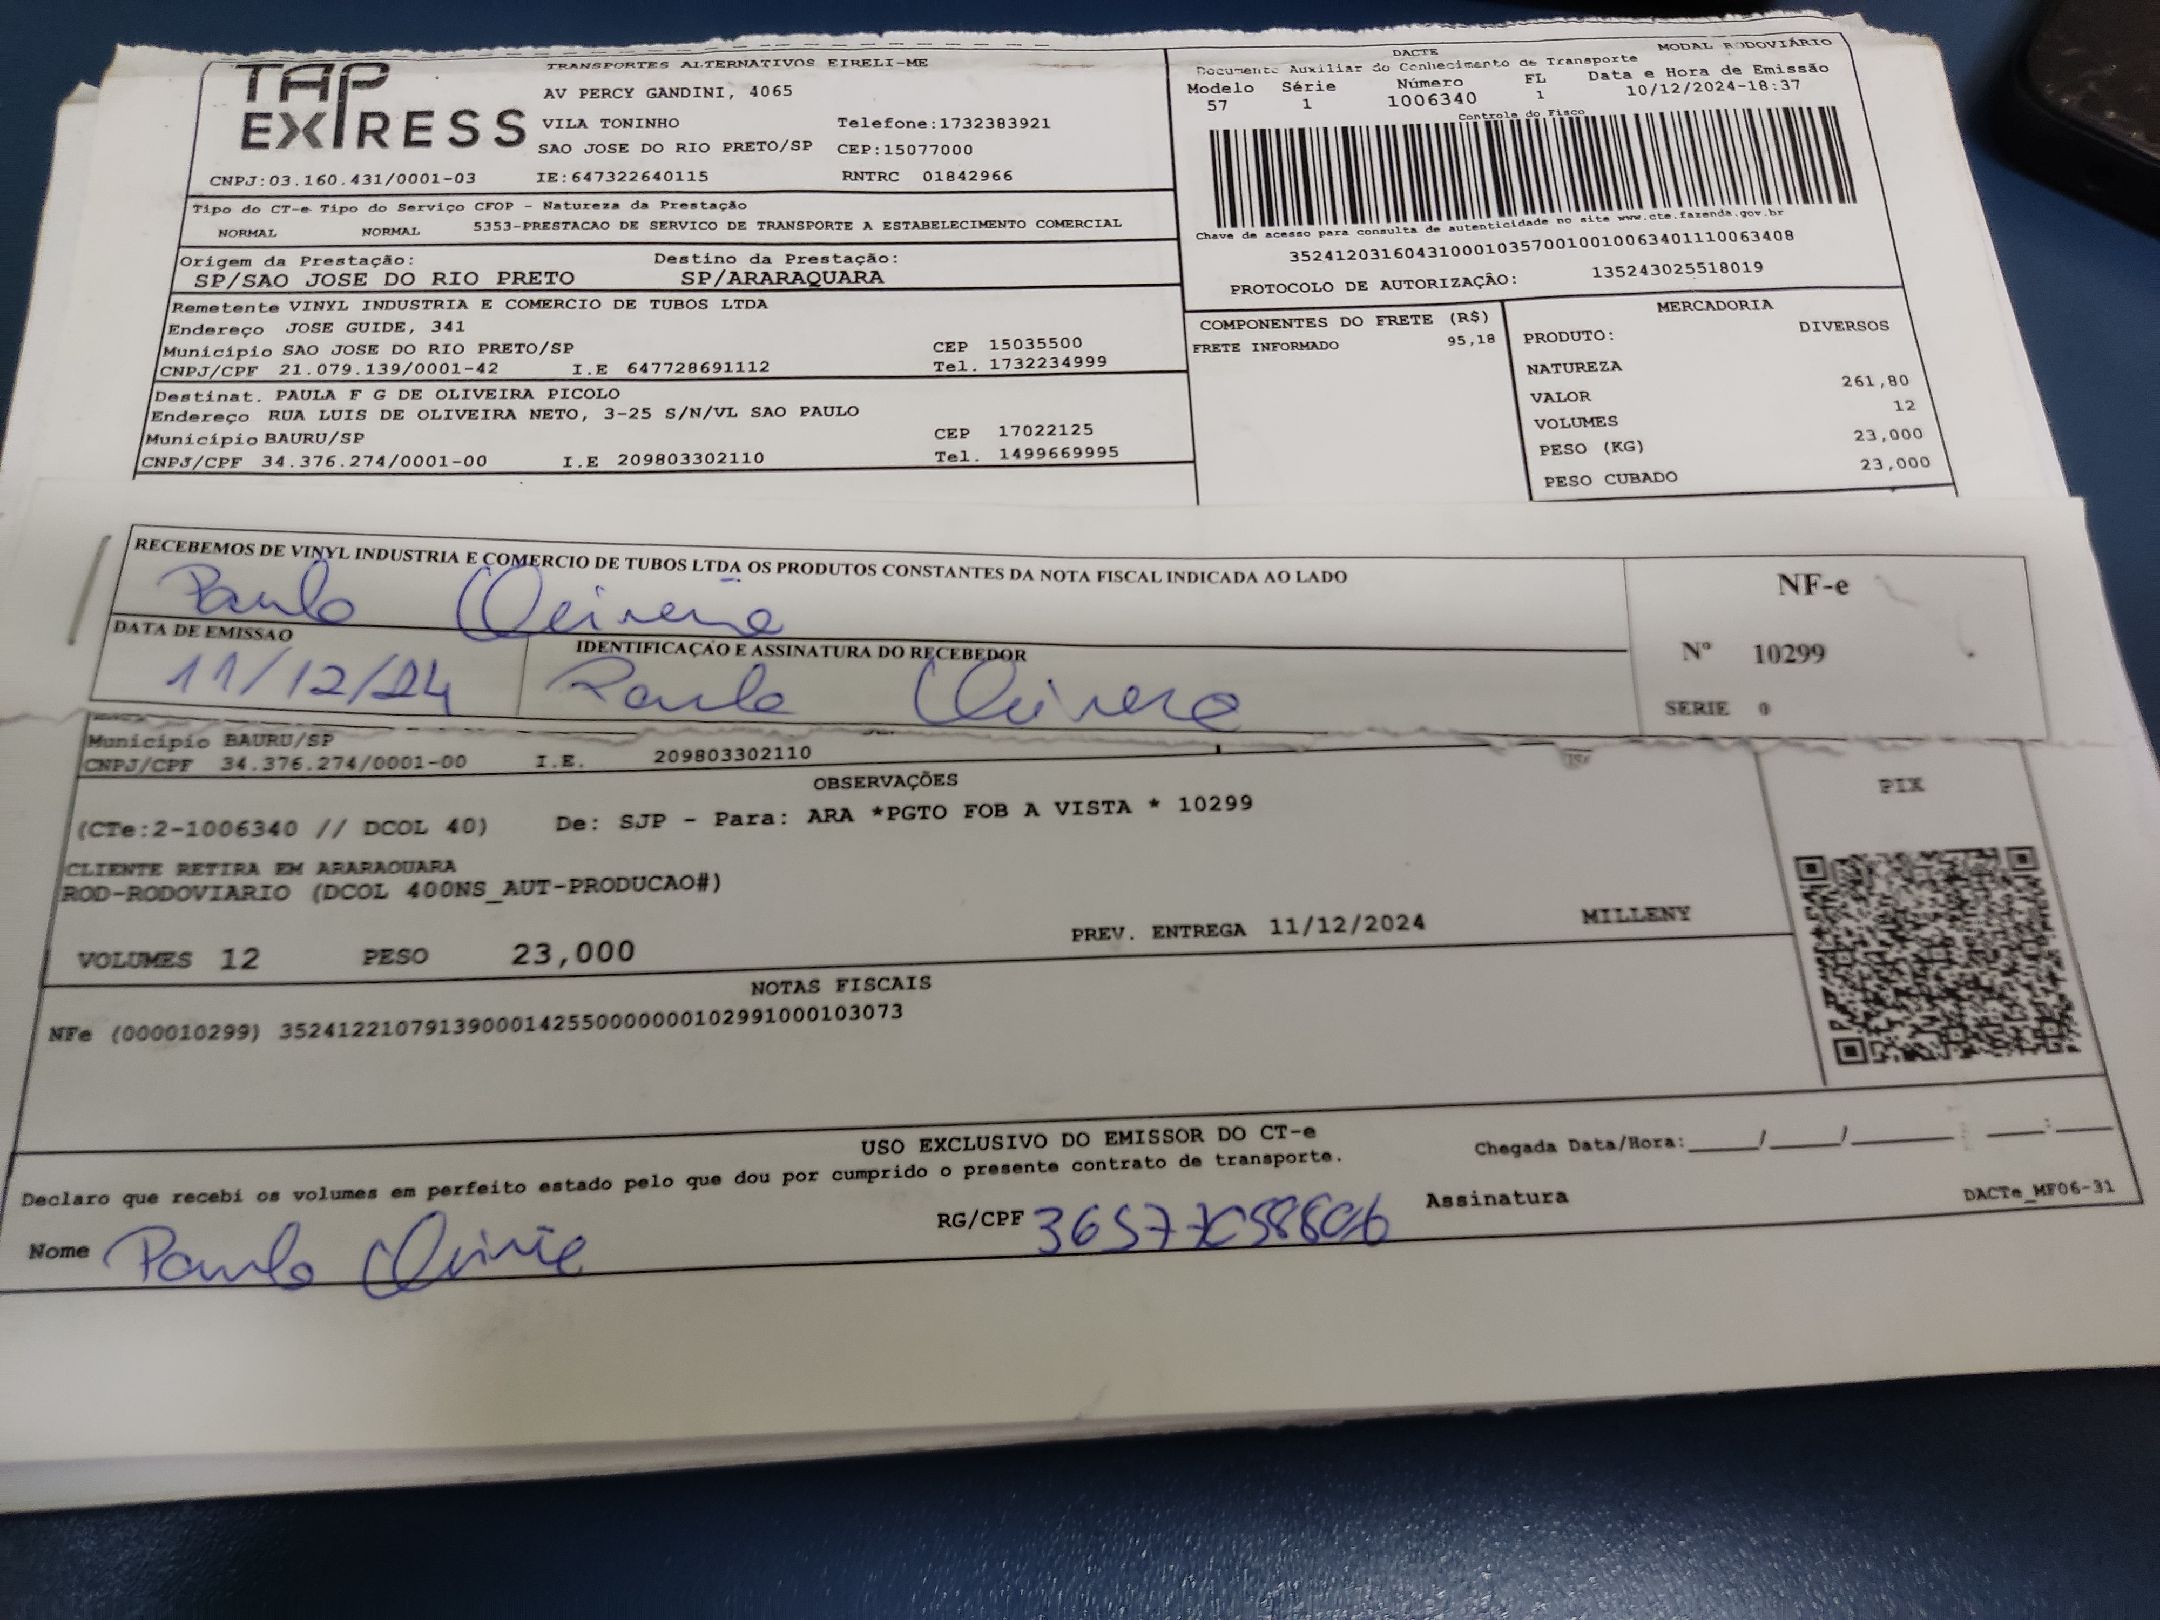 TAP EXPRESS
TRANSPORTES ALTERNATIVOS EIRELI-ME
AV PERCY GANDINI, 4065
VILA TONINHO Telefone:1732383921
SAO JOSE DO RIO PRETO/SP CEP:15077000
CNPJ:03.160.431/0001-03 IE:647322640115 RNTRC 01842966
DACTE MODAL RODOVIÁRIO
Documento Auxiliar do Conhecimento de Transporte
Modelo Série Número FL Data e Hora de Emissão
57 1 1006340 1 10/12/2024-18:37
Controle do Fisco
Chave de acesso para consulta de autenticidade no site www.cte.fazenda.gov.br
35241203160431000103570010010063401110063408
PROTOCOLO DE AUTORIZAÇÃO: 135243025518019
Tipo do CT-e Tipo do Serviço CFOP - Natureza da Prestação
NORMAL NORMAL 5353-PRESTACAO DE SERVICO DE TRANSPORTE A ESTABELECIMENTO COMERCIAL
Origem da Prestação: Destino da Prestação:
SP/SAO JOSE DO RIO PRETO SP/ARARAQUARA
Remetente VINYL INDUSTRIA E COMERCIO DE TUBOS LTDA
Endereço JOSE GUIDE, 341
Município SAO JOSE DO RIO PRETO/SP CEP 15035500
CNPJ/CPF 21.079.139/0001-42 I.E 647728691112 Tel. 1732234999
Destinat. PAULA F G DE OLIVEIRA PICOLO
Endereço RUA LUIS DE OLIVEIRA NETO, 3-25 S/N/VL SAO PAULO
Município BAURU/SP CEP 17022125
CNPJ/CPF 34.376.274/0001-00 I.E 209803302110 Tel. 1499669995
COMPONENTES DO FRETE (R$)
FRETE INFORMADO 95,18
MERCADORIA
PRODUTO: DIVERSOS
NATUREZA
VALOR 261,80
VOLUMES 12
PESO (KG) 23,000
PESO CUBADO 23,000
RECEBEMOS DE VINYL INDUSTRIA E COMERCIO DE TUBOS LTDA OS PRODUTOS CONSTANTES DA NOTA FISCAL INDICADA AO LADO
Paulo
DATA DE EMISSAO IDENTIFICAÇÃO E ASSINATURA DO RECEBEDOR
11/12/24
NF-e
Nº 10299
SERIE 0
Município BAURU/SP
CNPJ/CPF 34.376.274/0001-00 I.E. 209803302110
OBSERVAÇÕES
(CTe:2-1006340 // DCOL 40) De: SJP - Para: ARA *PGTO FOB A VISTA * 10299
CLIENTE RETIRA EM ARARAQUARA
ROD-RODOVIARIO (DCOL 400NS_AUT-PRODUCAO#)
VOLUMES 12 PESO 23,000 PREV. ENTREGA 11/12/2024 MILLENY
PIX
NOTAS FISCAIS
NFe (000010299) 35241221079139000142550000000102991000103073
USO EXCLUSIVO DO EMISSOR DO CT-e
Declaro que recebi os volumes em perfeito estado pelo que dou por cumprido o presente contrato de transporte.
Chegada Data/Hora:____/____/______ ____:____
Nome Paulo RG/CPF Assinatura
DACTe_MF06-31